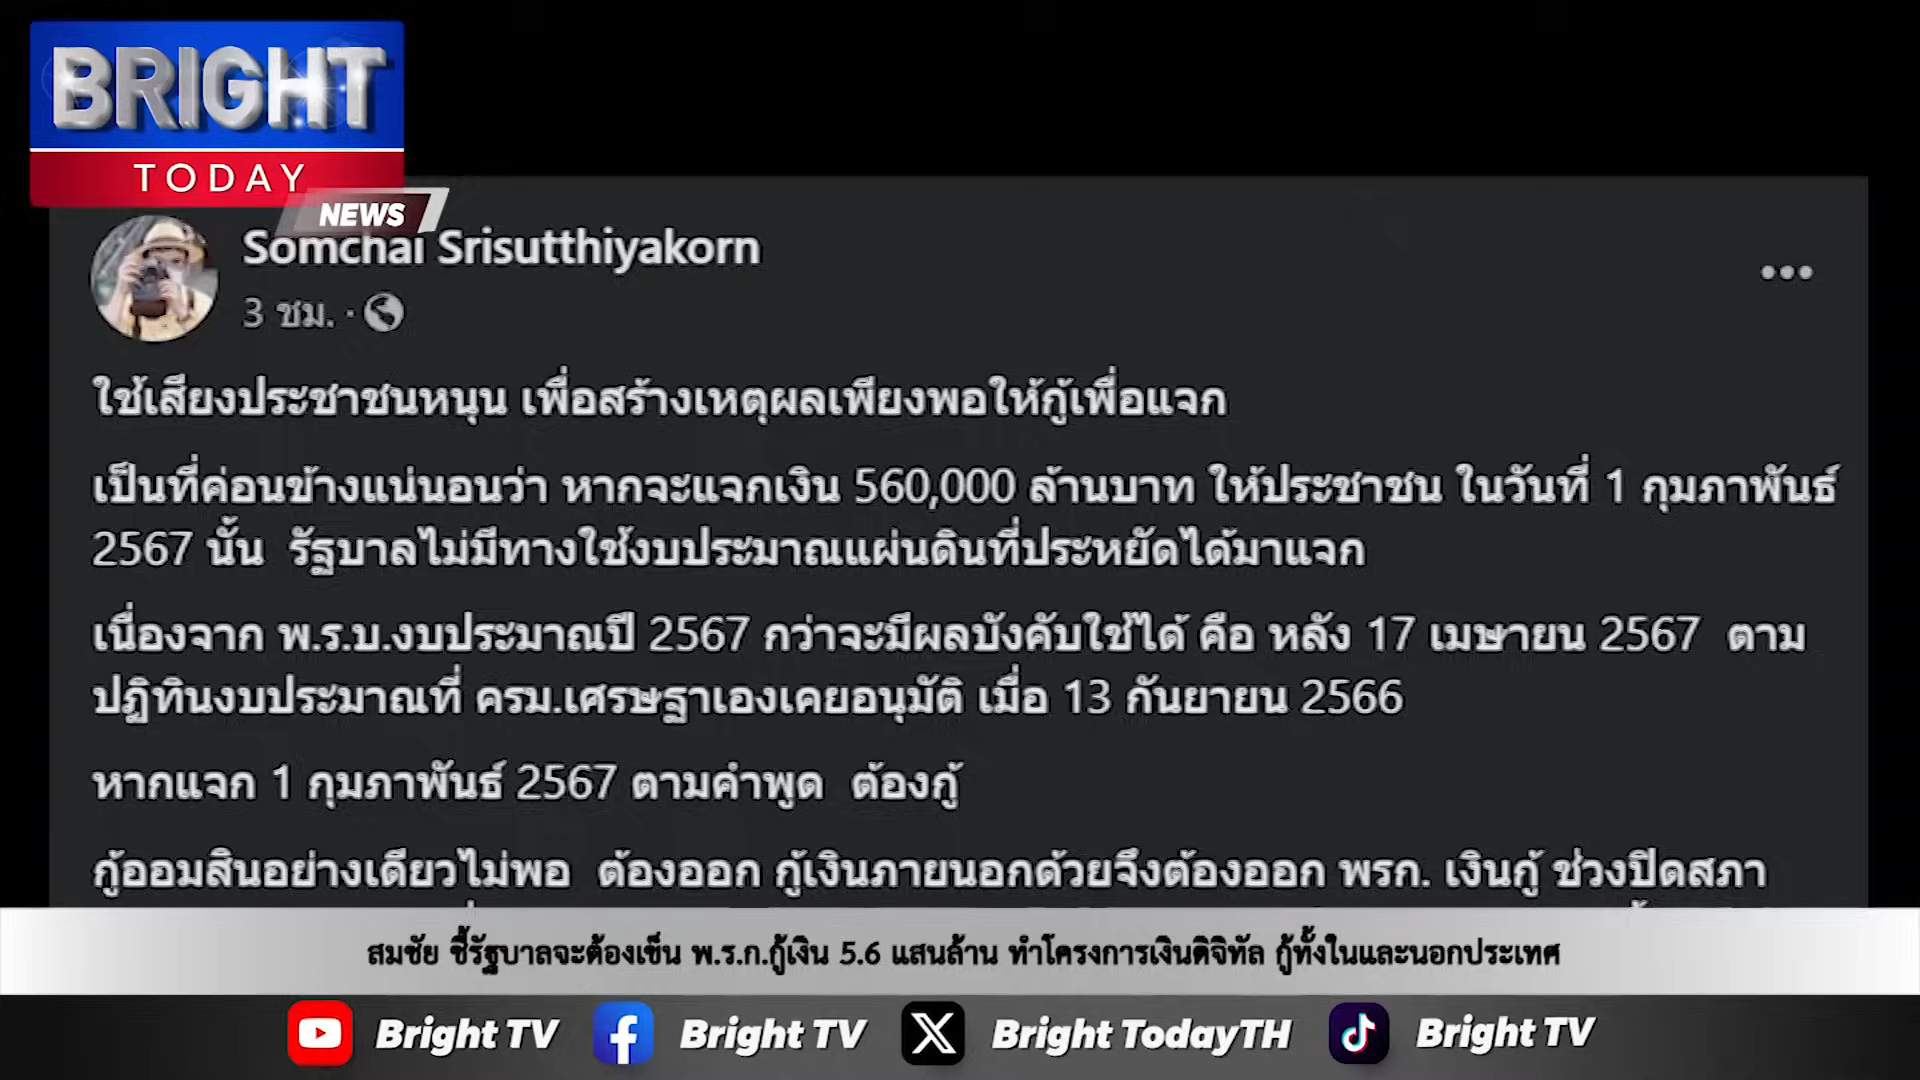 BRIGHT
TODAY
NEWS
Somchai Srisutthiyakorn
3 ชม. ·
ใช้เสียงประชาชนหนุน เพื่อสร้างเหตุผลเพียงพอให้กู้เพื่อแจก
เป็นที่ค่อนข้างแน่นอนว่า หากจะแจกเงิน 560,000 ล้านบาท ให้ประชาชน ในวันที่ 1 กุมภาพันธ์
2567 นั้น รัฐบาลไม่มีทางใช้งบประมาณแผ่นดินที่ประหยัดได้มาแจก
เนื่องจาก พ.ร.บ.งบประมาณปี 2567 กว่าจะมีผลบังคับใช้ได้ คือ หลัง 17 เมษายน 2567 ตาม
ปฏิทินงบประมาณที่ ครม.เศรษฐาเองเคยอนุมัติ เมื่อ 13 กันยายน 2566
หากแจก 1 กุมภาพันธ์ 2567 ตามคำพูด ต้องกู้
กู้ออมสินอย่างเดียวไม่พอ ต้องออก กู้เงินภายนอกด้วยจึงต้องออก พรก. เงินกู้ ช่วงปิดสภา
สมชัย ชี้รัฐบาลจะต้องเข็น พ.ร.ก.กู้เงิน 5.6 แสนล้าน ทำโครงการเงินดิจิทัล กู้ทั้งในและนอกประเทศ
Bright TV Bright TV Bright TodayTH Bright TV